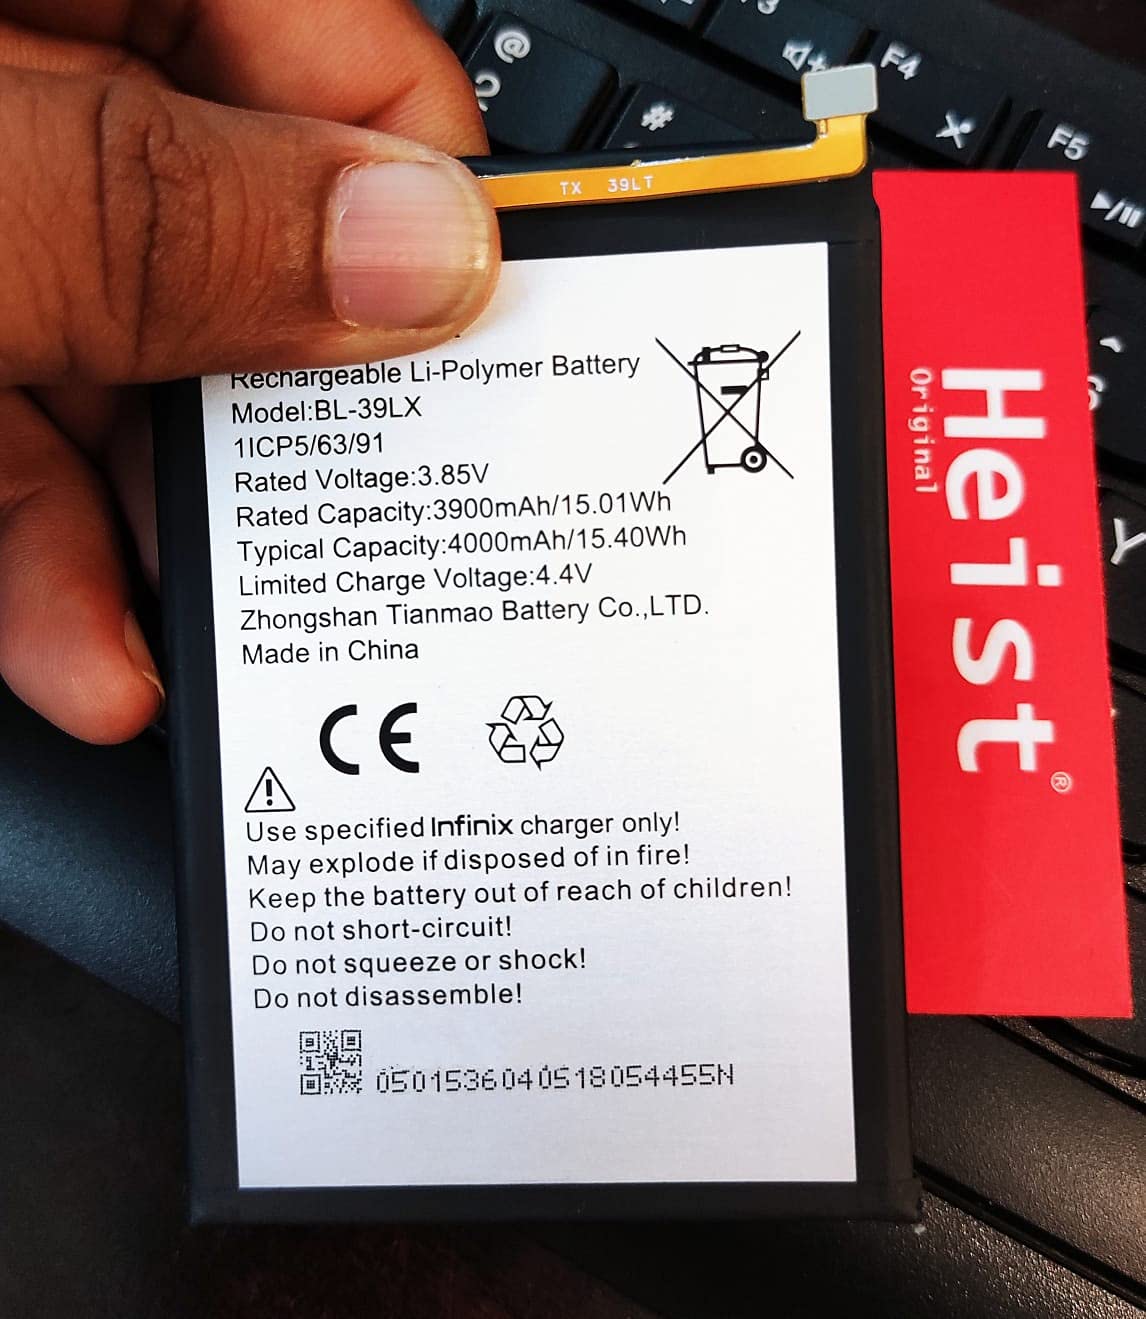 @
2
#
3
F4
F5
TX 39LT
Rechargeable Li-Polymer Battery
Model:BL-39LX
1ICP5/63/91
Rated Voltage:3.85V
Rated Capacity:3900mAh/15.01Wh
Typical Capacity:4000mAh/15.40Wh
Limited Charge Voltage:4.4V
Zhongshan Tianmao Battery Co.,LTD.
Made in China
CE
Use specified Infinix charger only!
May explode if disposed of in fire!
Keep the battery out of reach of children!
Do not short-circuit!
Do not squeeze or shock!
Do not disassemble!
0501536040518054455N
Heist®
Original
^
6
Y